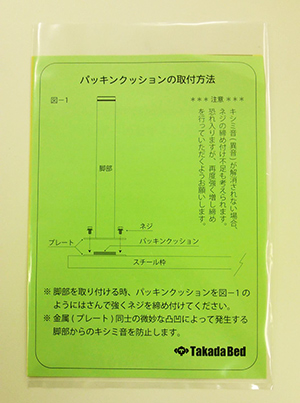 パッキンクッションの取付方法
図－1
＊＊＊ 注意 ＊＊＊
キシミ音(異音)が解消されない場合、
ネジの締め付け不足も考えられます。
恐れ入りますが、再度強く増し締め
を行っていただくようお願いします。
脚部
ネジ
プレート
パッキンクッション
スチール枠
※ 脚部を取り付ける時、パッキンクッションを図－1の
ようにはさんで強くネジを締め付けてください。
※ 金属(プレート)同士の微妙な凸凹によって発生する
脚部からのキシミ音を防止します。
TakadaBed